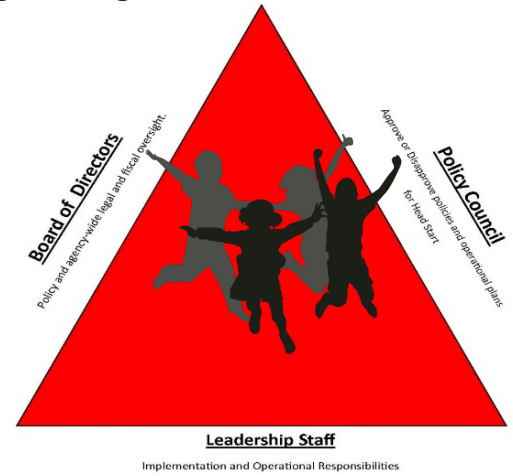 Board of Directors
Policy and agency-wide legal and fiscal oversight.
Policy Council
Approve or Disapprove policies and operational plans
for Head Start
Leadership Staff
Implementation and Operational Responsibilities